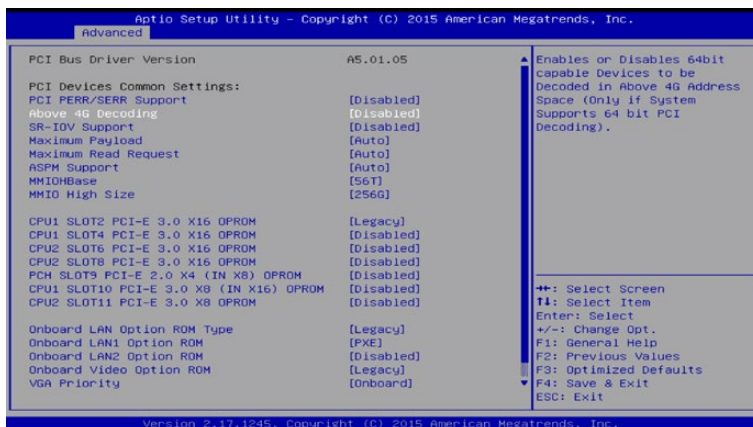 Aptio Setup Utility - Copyright (C) 2015 American Megatrends, Inc.
Advanced
PCI Bus Driver Version A5.01.05
PCI Devices Common Settings:
PCI PERR/SERR Support [Disabled]
Above 4G Decoding [Disabled]
SR-IOV Support [Disabled]
Maximum Payload [Auto]
Maximum Read Request [Auto]
ASPM Support [Auto]
MMIOHBase [56T]
MMIO High Size [256G]
CPU1 SLOT2 PCI-E 3.0 X16 OPROM [Legacy]
CPU1 SLOT4 PCI-E 3.0 X16 OPROM [Disabled]
CPU2 SLOT6 PCI-E 3.0 X16 OPROM [Disabled]
CPU2 SLOT8 PCI-E 3.0 X16 OPROM [Disabled]
PCH SLOT9 PCI-E 2.0 X4 (IN X8) OPROM [Disabled]
CPU1 SLOT10 PCI-E 3.0 X8 (IN X16) OPROM [Disabled]
CPU2 SLOT11 PCI-E 3.0 X8 OPROM [Disabled]
Onboard LAN Option ROM Type [Legacy]
Onboard LAN1 Option ROM [PXE]
Onboard LAN2 Option ROM [Disabled]
Onboard Video Option ROM [Legacy]
VGA Priority [Onboard]
Enables or Disables 64bit
capable Devices to be
Decoded in Above 4G Address
Space (Only if System
Supports 64 bit PCI
Decoding).
→←: Select Screen
↑↓: Select Item
Enter: Select
+/-: Change Opt.
F1: General Help
F2: Previous Values
F3: Optimized Defaults
F4: Save & Exit
ESC: Exit
Version 2.17.1245. Copyright (C) 2015 American Megatrends, Inc.